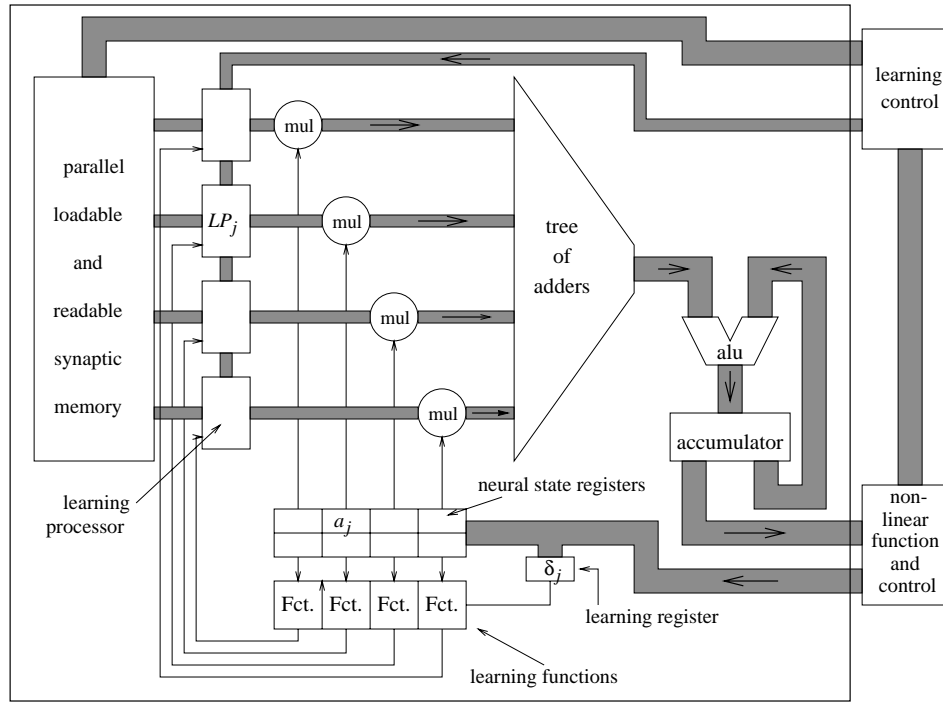 learning
control
mul
parallel
loadable
and
readable
synaptic
memory
LP_j
mul
tree
of
adders
mul
alu
mul
accumulator
learning
processor
neural state registers
a_j
non-
linear
function
and
control
δ_j
Fct. Fct. Fct. Fct.
learning register
learning functions